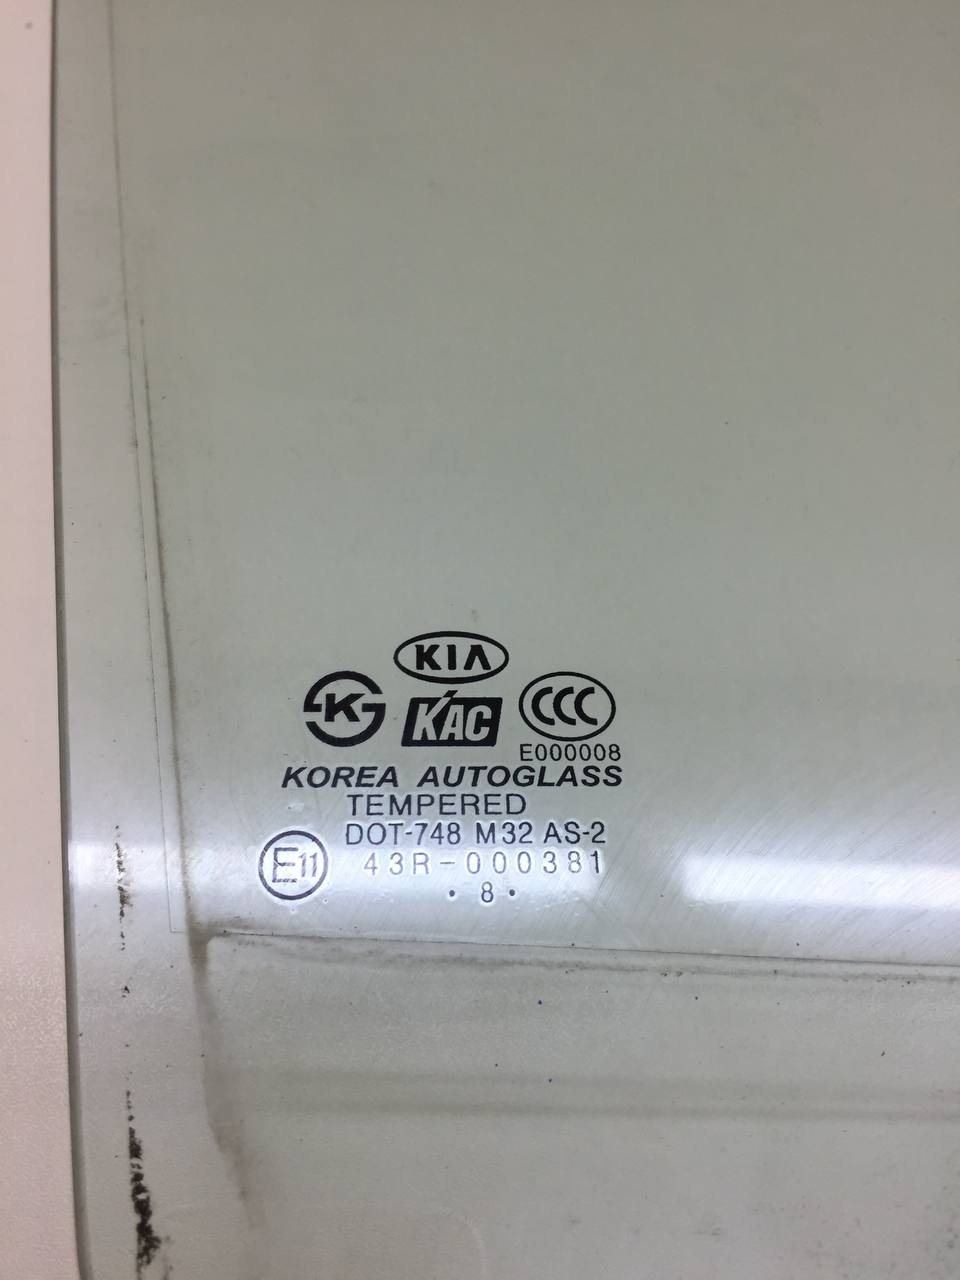 KIA
K
KAC
CCC
E000008
KOREA AUTOGLASS
TEMPERED
DOT-748 M32 AS-2
E11 43R-000381
· 8 ·